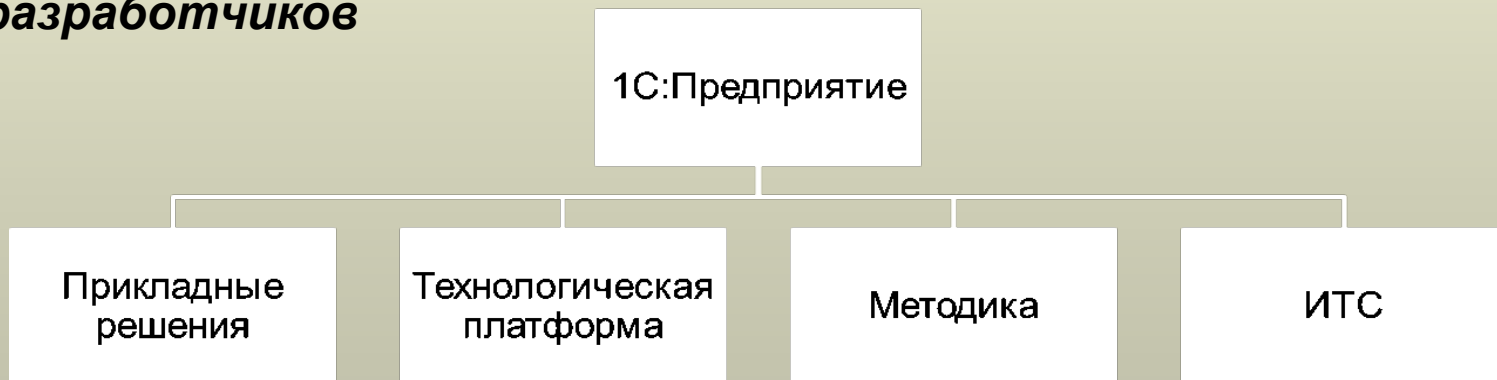 разработчиков
1С:Предприятие
Прикладные
решения
Технологическая
платформа
Методика
ИТС